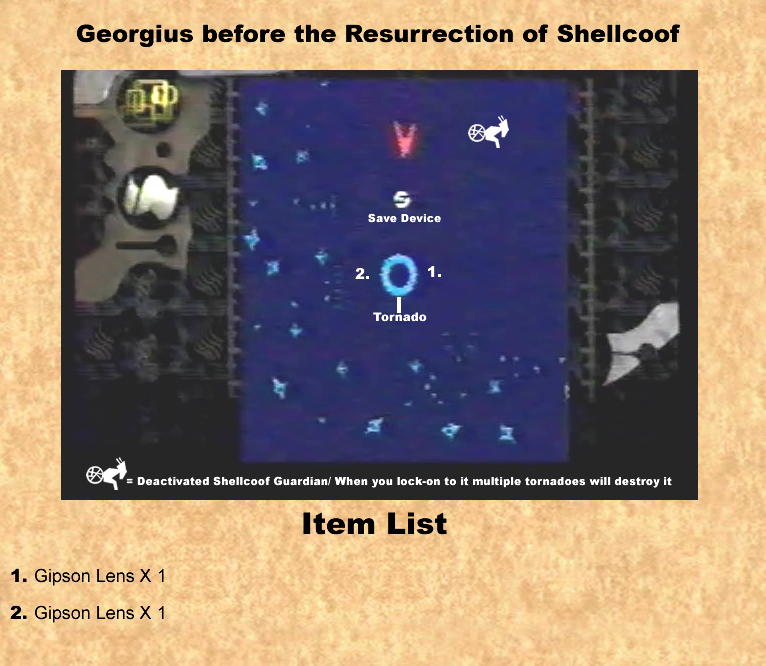 Georgius before the Resurrection of Shellcoof
Save Device
2. 1.
Tornado
= Deactivated Shellcoof Guardian/ When you lock-on to it multiple tornadoes will destroy it
Item List
1. Gipson Lens X 1
2. Gipson Lens X 1